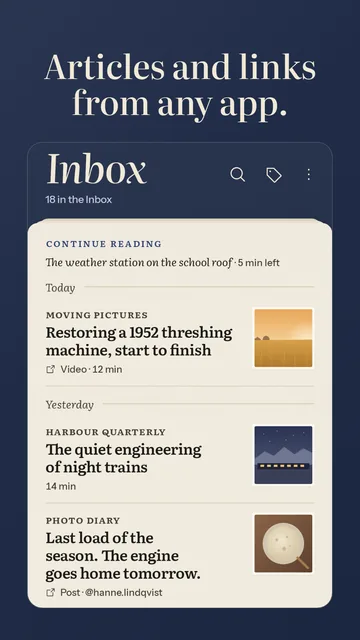 Articles and links
from any app.
Inbox
18 in the Inbox
CONTINUE READING
The weather station on the school roof · 5 min left
Today
MOVING PICTURES
Restoring a 1952 threshing
machine, start to finish
Video · 12 min
Yesterday
HARBOUR QUARTERLY
The quiet engineering
of night trains
14 min
PHOTO DIARY
Last load of the
season. The engine
goes home tomorrow.
Post · @hanne.lindqvist